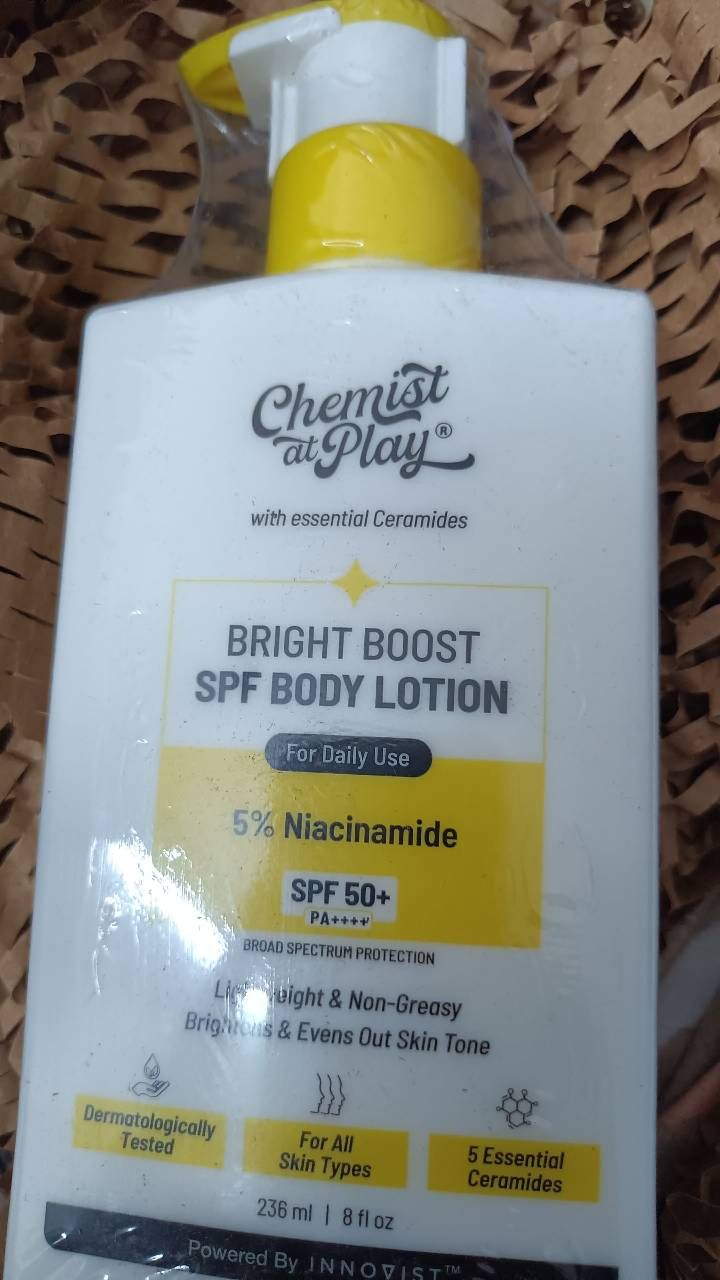 Chemist
at Play®
with essential Ceramides
BRIGHT BOOST
SPF BODY LOTION
For Daily Use
5% Niacinamide
SPF 50+
PA++++
BROAD SPECTRUM PROTECTION
Lightweight & Non-Greasy
Brightens & Evens Out Skin Tone
Dermatologically
Tested
For All
Skin Types
5 Essential
Ceramides
236 ml | 8 fl oz
Powered By INNOVIST™